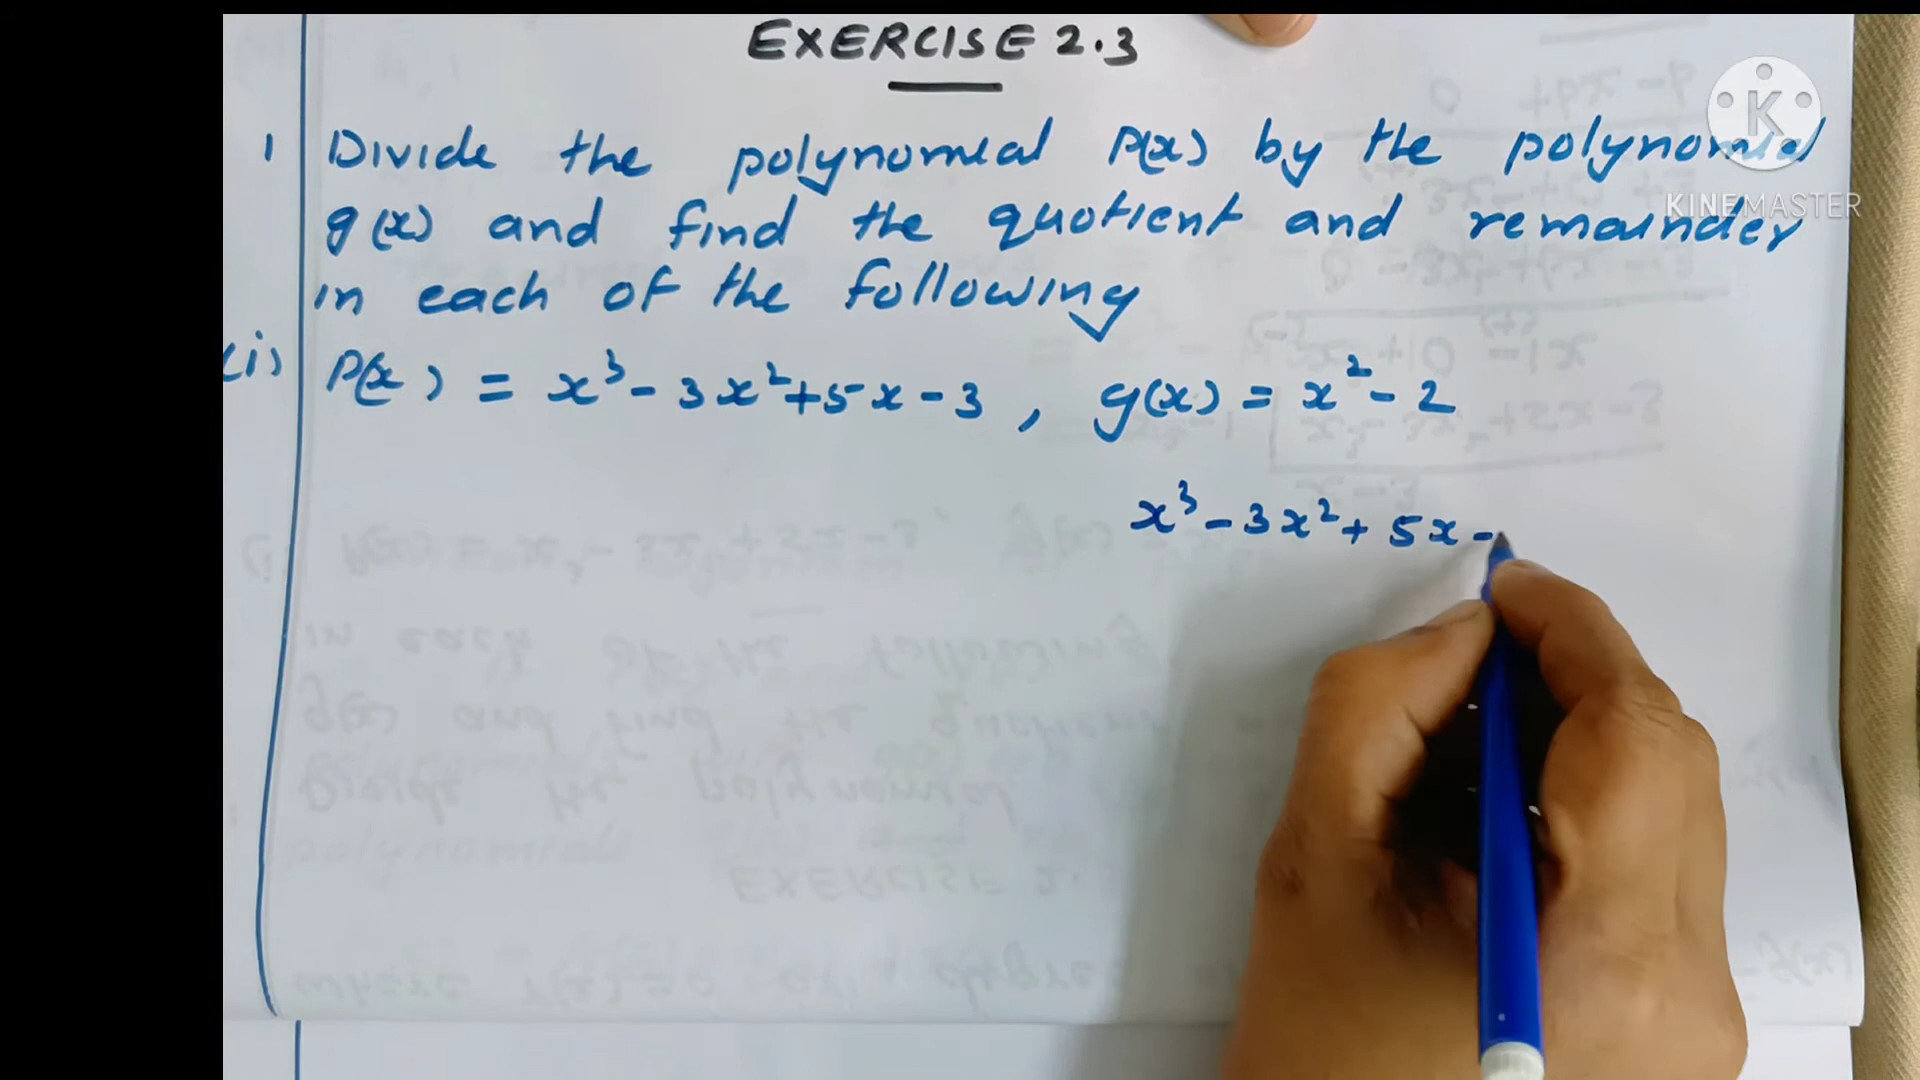 EXERCISE 2.3
1 Divide the polynomial P(x) by the polynomial
g(x) and find the quotient and remainder
in each of the following
(i) P(x) = x³ - 3x² + 5x - 3, g(x) = x² - 2
x³ - 3x² + 5x -
K
KINEMASTER